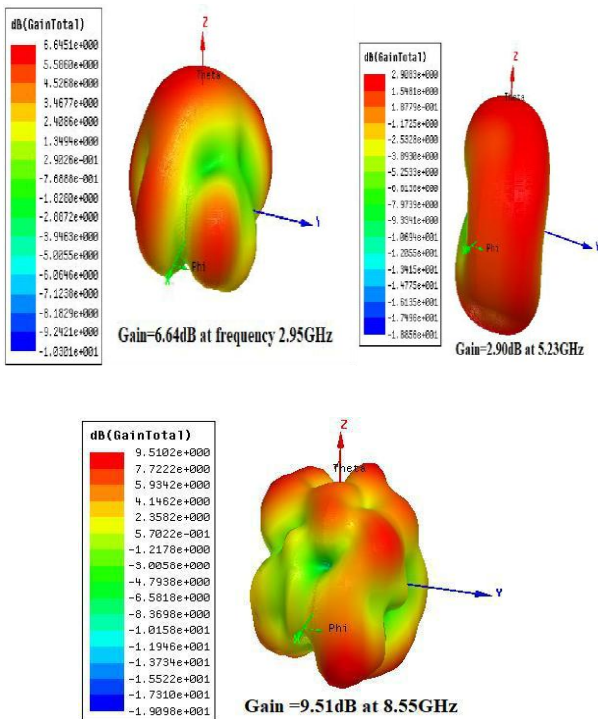 dB(GainTotal)
6.6451e+000
5.5860e+000
4.5268e+000
3.4677e+000
2.4086e+000
1.3494e+000
2.9026e-001
-7.6888e-001
-1.8280e+000
-2.8872e+000
-3.9463e+000
-5.0055e+000
-6.0646e+000
-7.1238e+000
-8.1829e+000
-9.2421e+000
-1.0301e+001
Z
Theta
Y
Phi
Gain=6.64dB at frequency 2.95GHz
dB(GainTotal)
2.9083e+000
1.5481e+000
1.8779e-001
-1.1725e+000
-2.5328e+000
-3.8930e+000
-5.2533e+000
-6.6136e+000
-7.9739e+000
-9.3341e+000
-1.0694e+001
-1.2055e+001
-1.3415e+001
-1.4775e+001
-1.6135e+001
-1.7496e+001
-1.8856e+001
Z
Theta
Y
Phi
Gain=2.90dB at 5.23GHz
dB(GainTotal)
9.5102e+000
7.7222e+000
5.9342e+000
4.1462e+000
2.3582e+000
5.7022e-001
-1.2178e+000
-3.0058e+000
-4.7938e+000
-6.5818e+000
-8.3698e+000
-1.0158e+001
-1.1946e+001
-1.3734e+001
-1.5522e+001
-1.7310e+001
-1.9098e+001
Z
Theta
Y
Phi
Gain =9.51dB at 8.55GHz